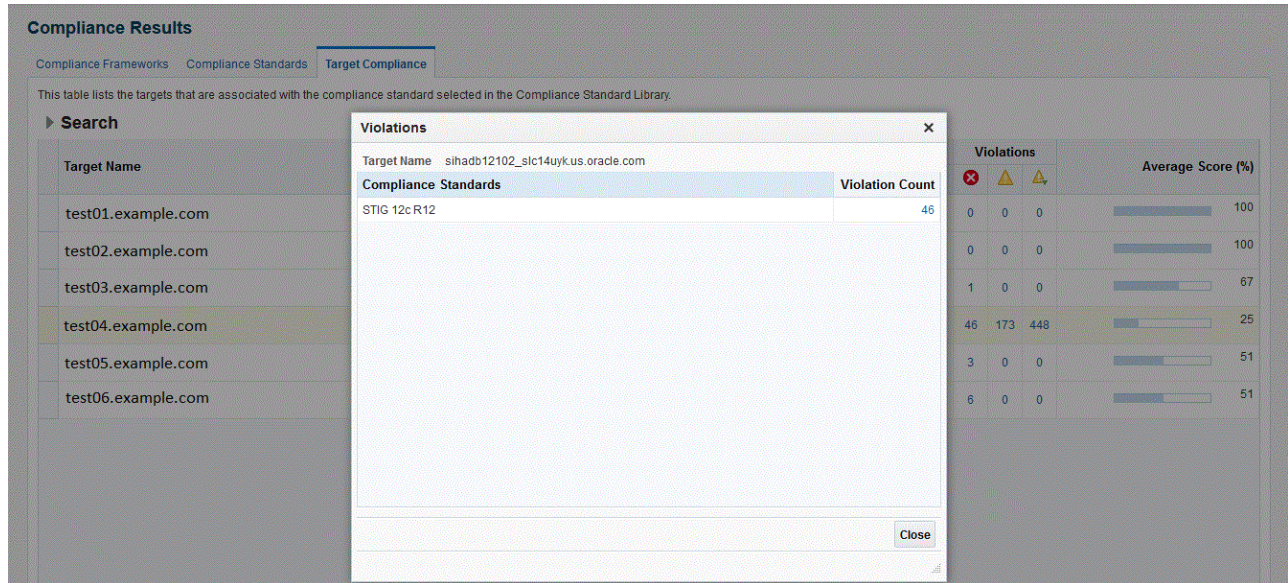 Compliance Results
Compliance Frameworks Compliance Standards Target Compliance
This table lists the targets that are associated with the compliance standard selected in the Compliance Standard Library.
Search
Target Name
Violations
Average Score (%)
test01.example.com 0 0 0 100
test02.example.com 0 0 0 100
test03.example.com 1 0 0 67
test04.example.com 46 173 448 25
test05.example.com 3 0 0 51
test06.example.com 6 0 0 51
Violations
Target Name sihadb12102_slc14uyk.us.oracle.com
Compliance Standards Violation Count
STIG 12c R12 46
Close